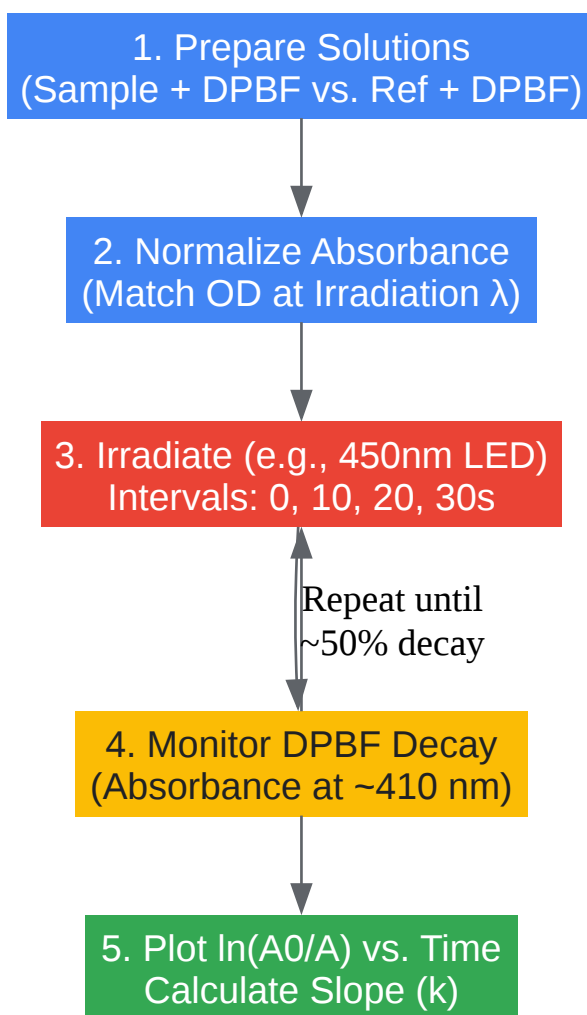 1. Prepare Solutions
(Sample + DPBF vs. Ref + DPBF)
2. Normalize Absorbance
(Match OD at Irradiation λ)
3. Irradiate (e.g., 450nm LED)
Intervals: 0, 10, 20, 30s
Repeat until
~50% decay
4. Monitor DPBF Decay
(Absorbance at ~410 nm)
5. Plot ln(A0/A) vs. Time
Calculate Slope (k)